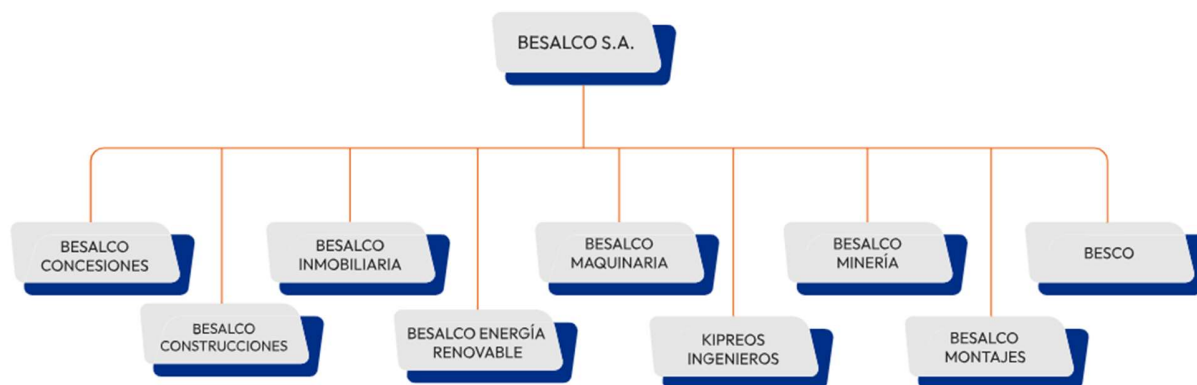 BESALCO S.A.
BESALCO
CONCESIONES
BESALCO
CONSTRUCCIONES
BESALCO
INMOBILIARIA
BESALCO ENERGÍA
RENOVABLE
BESALCO
MAQUINARIA
KIPREOS
INGENIEROS
BESALCO
MINERÍA
BESALCO
MONTAJES
BESCO